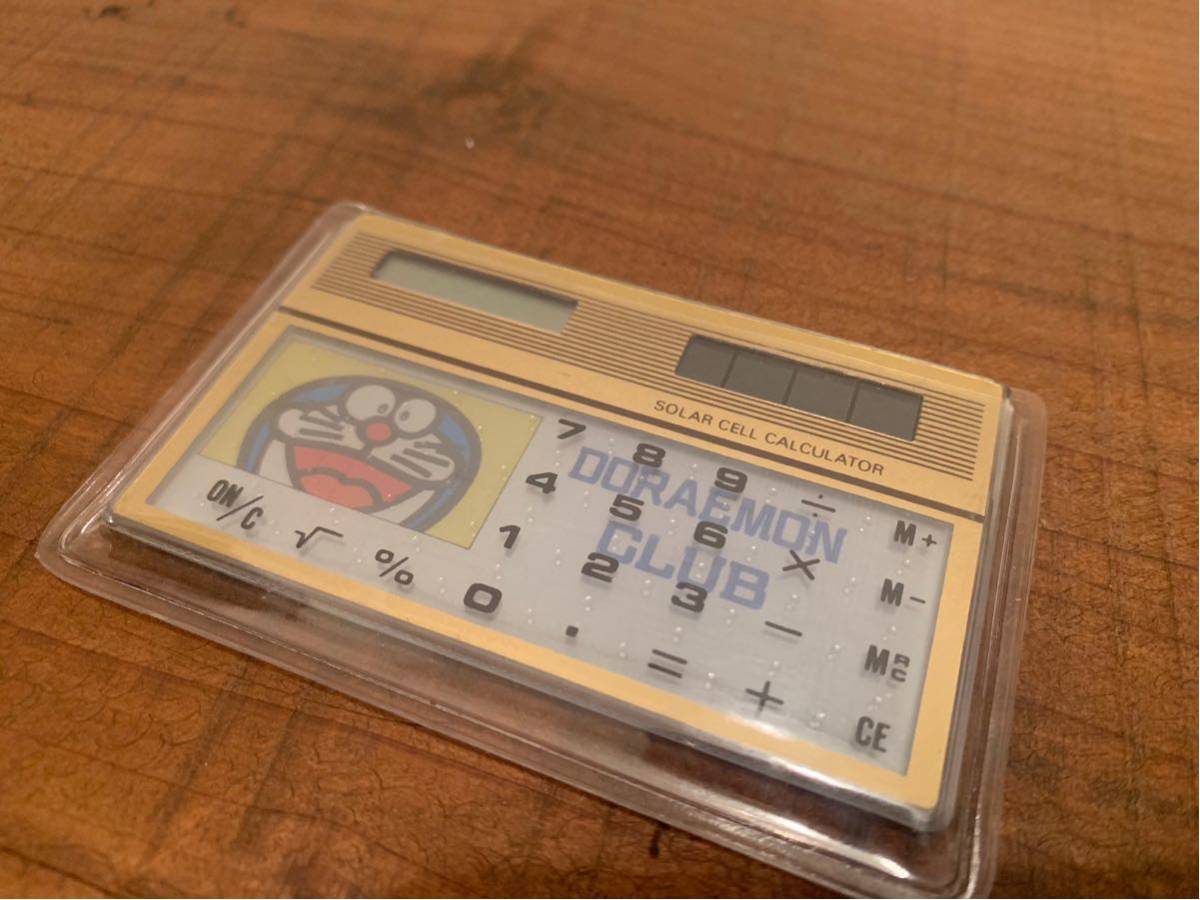 SOLAR CELL CALCULATOR
DORAEMON
CLUB
7 8 9 ÷ M+
4 5 6 × M−
1 2 3 − MRC
ON/C √ % 0 . = + CE